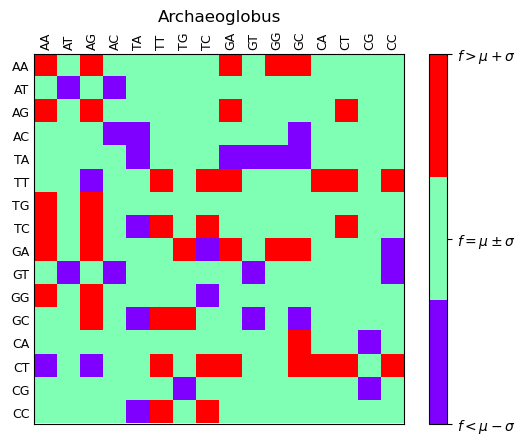 Archaeoglobus
AA AT AG AC TA TT TG TC GA GT GG GC CA CT CG CC
AA
AT
AG
AC
TA
TT
TG
TC
GA
GT
GG
GC
CA
CT
CG
CC
f > μ + σ
f = μ ± σ
f < μ − σ